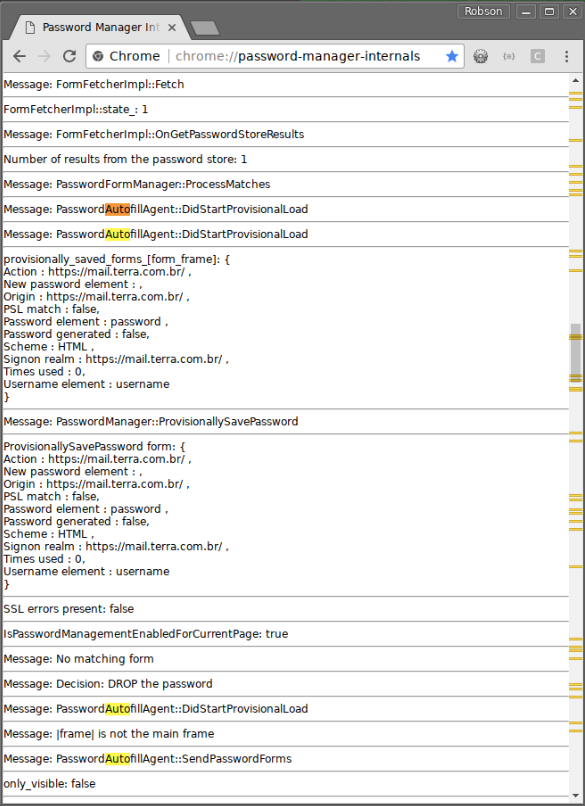 Robson
Password Manager Int
Chrome chrome://password-manager-internals
Message: FormFetcherImpl::Fetch
FormFetcherImpl::state_: 1
Message: FormFetcherImpl::OnGetPasswordStoreResults
Number of results from the password store: 1
Message: PasswordFormManager::ProcessMatches
Message: PasswordAutofillAgent::DidStartProvisionalLoad
Message: PasswordAutofillAgent::DidStartProvisionalLoad
provisionally_saved_forms_[form_frame]: {
Action : https://mail.terra.com.br/ ,
New password element : ,
Origin : https://mail.terra.com.br/ ,
PSL match : false,
Password element : password ,
Password generated : false,
Scheme : HTML ,
Signon realm : https://mail.terra.com.br/ ,
Times used : 0,
Username element : username
}
Message: PasswordManager::ProvisionallySavePassword
ProvisionallySavePassword form: {
Action : https://mail.terra.com.br/ ,
New password element : ,
Origin : https://mail.terra.com.br/ ,
PSL match : false,
Password element : password ,
Password generated : false,
Scheme : HTML ,
Signon realm : https://mail.terra.com.br/ ,
Times used : 0,
Username element : username
}
SSL errors present: false
IsPasswordManagementEnabledForCurrentPage: true
Message: No matching form
Message: Decision: DROP the password
Message: PasswordAutofillAgent::DidStartProvisionalLoad
Message: |frame| is not the main frame
Message: PasswordAutofillAgent::SendPasswordForms
only_visible: false